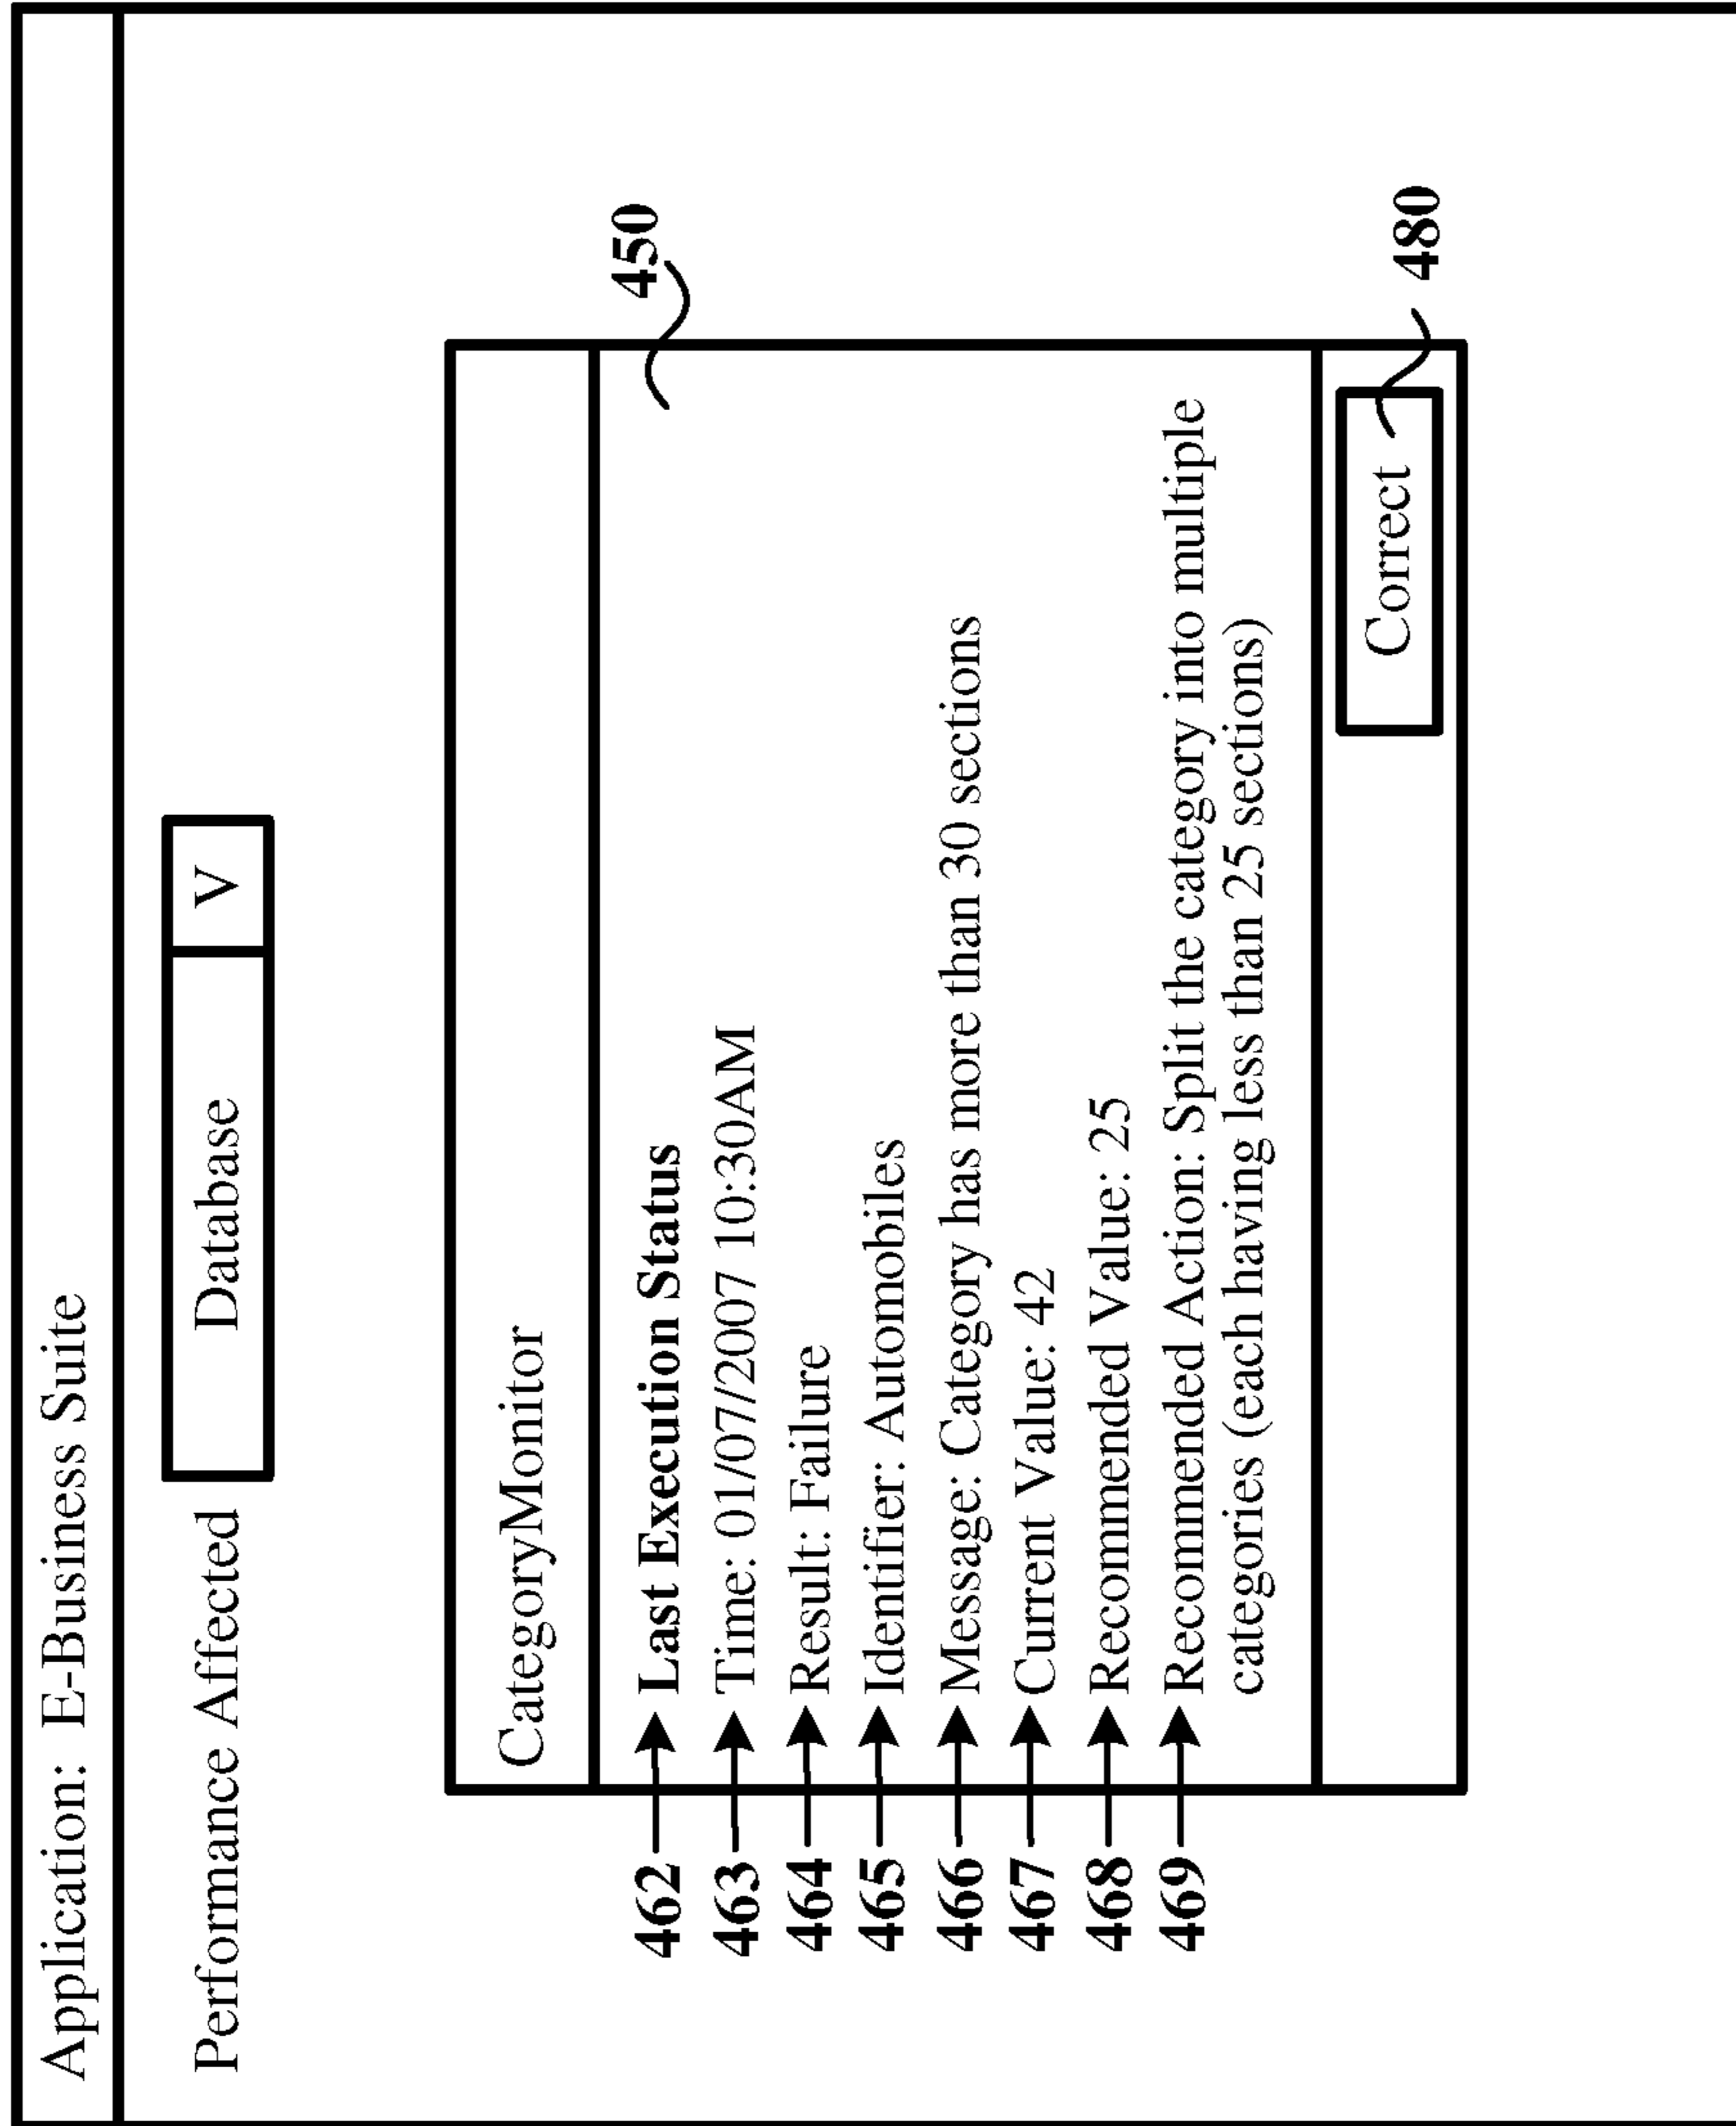 Application: E-Business Suite
Performance Affected Database V
CategoryMonitor
450
462 Last Execution Status
463 Time: 01/07/2007 10:30AM
464 Result: Failure
465 Identifier: Automobiles
466 Message: Category has more than 30 sections
467 Current Value: 42
468 Recommended Value: 25
469 Recommended Action: Split the category into multiple
categories (each having less than 25 sections)
Correct 480